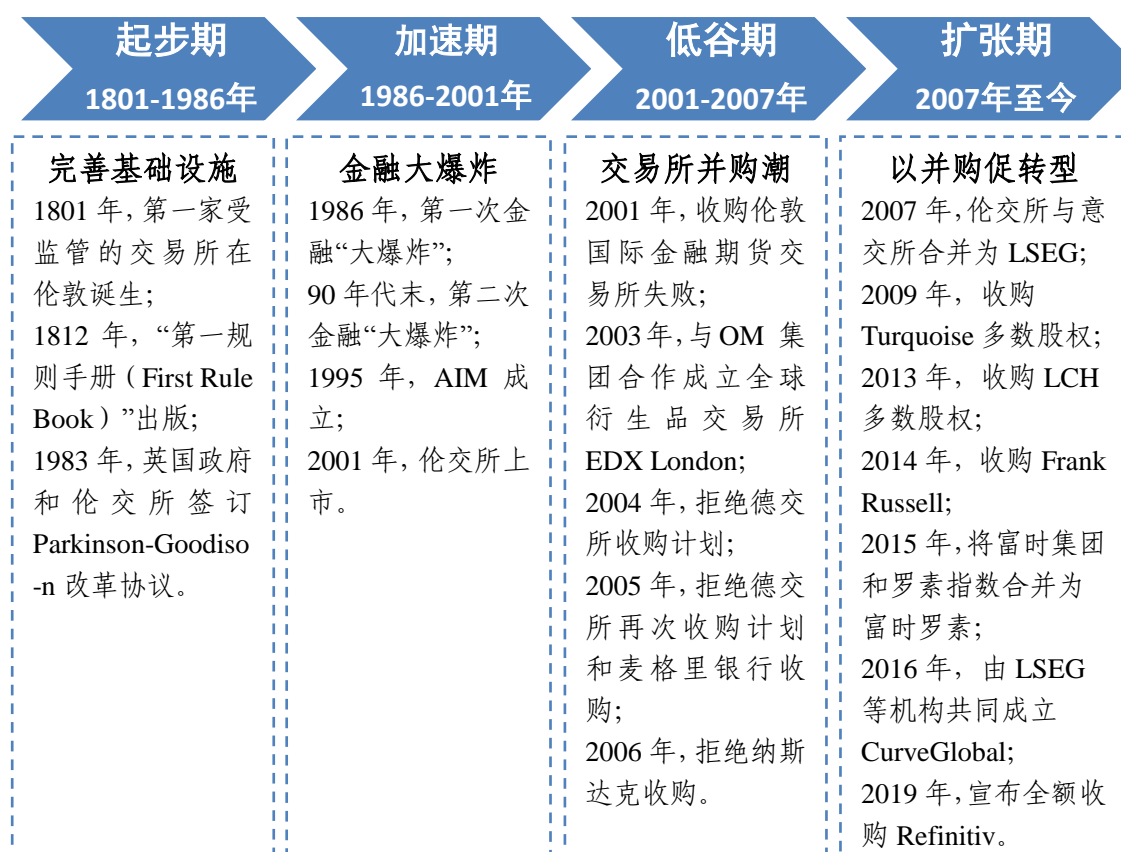 起步期
1801-1986年
加速期
1986-2001年
低谷期
2001-2007年
扩张期
2007年至今
完善基础设施
1801 年，第一家受
监管的交易所在
伦敦诞生；
1812 年，“第一规
则手册（First Rule
Book）”出版；
1983 年，英国政府
和伦交所签订
Parkinson-Goodiso
-n 改革协议。
金融大爆炸
1986 年，第一次金
融“大爆炸”；
90 年代末，第二次
金融“大爆炸”；
1995 年，AIM 成
立；
2001 年，伦交所上
市。
交易所并购潮
2001 年，收购伦敦
国际金融期货交
易所失败；
2003 年，与 OM 集
团合作成立全球
衍生品交易所
EDX London;
2004 年，拒绝德交
所收购计划；
2005 年，拒绝德交
所再次收购计划
和麦格里银行收
购；
2006 年，拒绝纳斯
达克收购。
以并购促转型
2007 年，伦交所与意
交所合并为 LSEG;
2009 年，收购
Turquoise 多数股权;
2013 年，收购 LCH
多数股权;
2014 年，收购 Frank
Russell;
2015 年，将富时集团
和罗素指数合并为
富时罗素;
2016 年，由 LSEG
等机构共同成立
CurveGlobal;
2019 年，宣布全额收
购 Refinitiv。